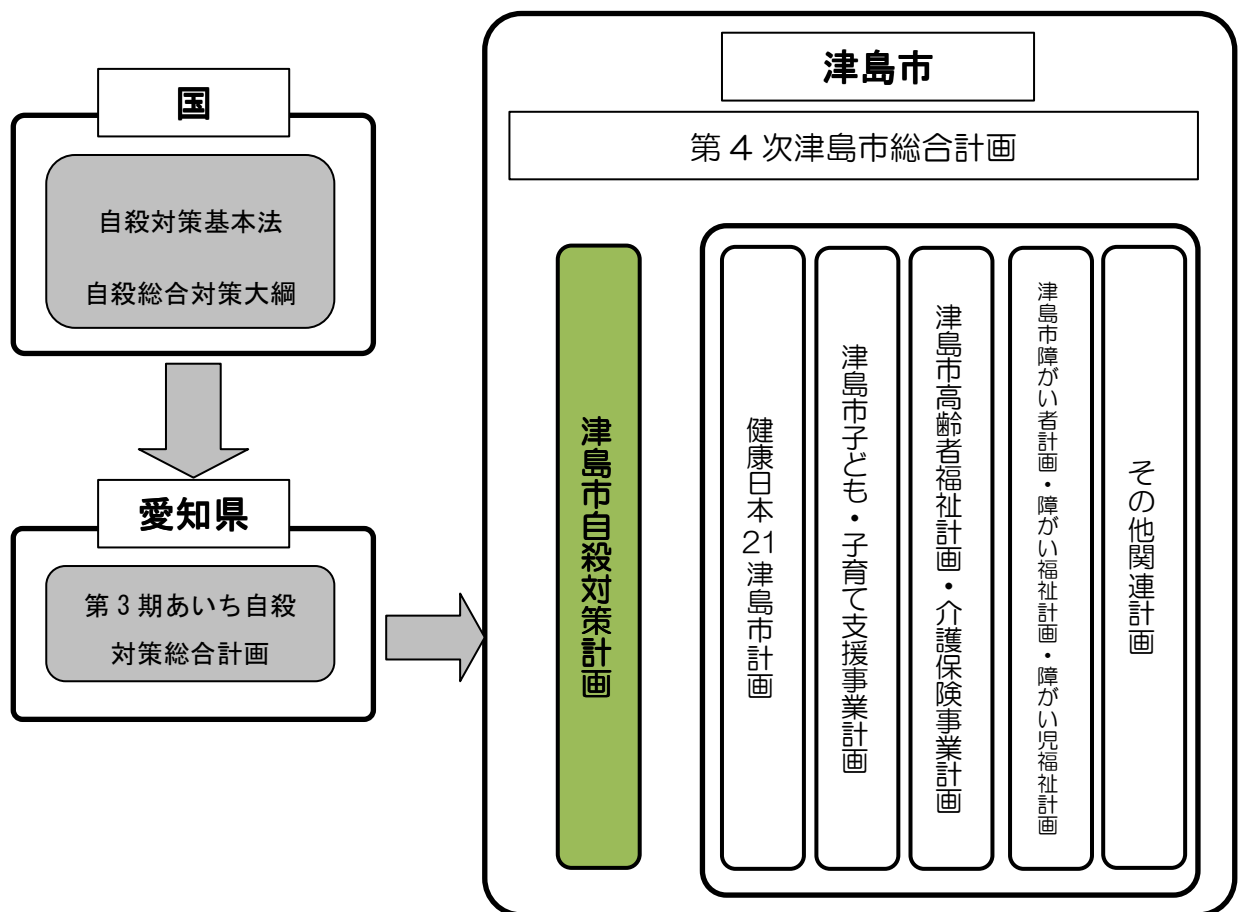 国
自殺対策基本法
自殺総合対策大綱
愛知県
第3期あいち自殺
対策総合計画
津島市
第4次津島市総合計画
津島市自殺対策計画
健康日本21津島市計画
津島市子ども・子育て支援事業計画
津島市高齢者福祉計画・介護保険事業計画
津島市障がい者計画・障がい福祉計画・障がい児福祉計画
その他関連計画